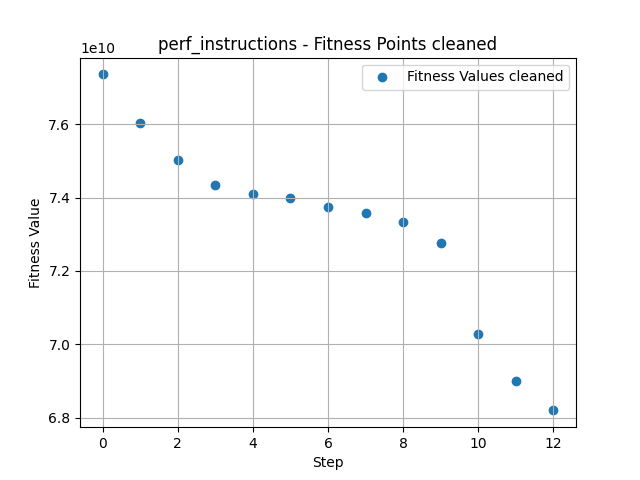 perf_instructions - Fitness Points cleaned
1e10
Fitness Values cleaned
7.6
7.4
7.2
7.0
6.8
Fitness Value
0 2 4 6 8 10 12
Step